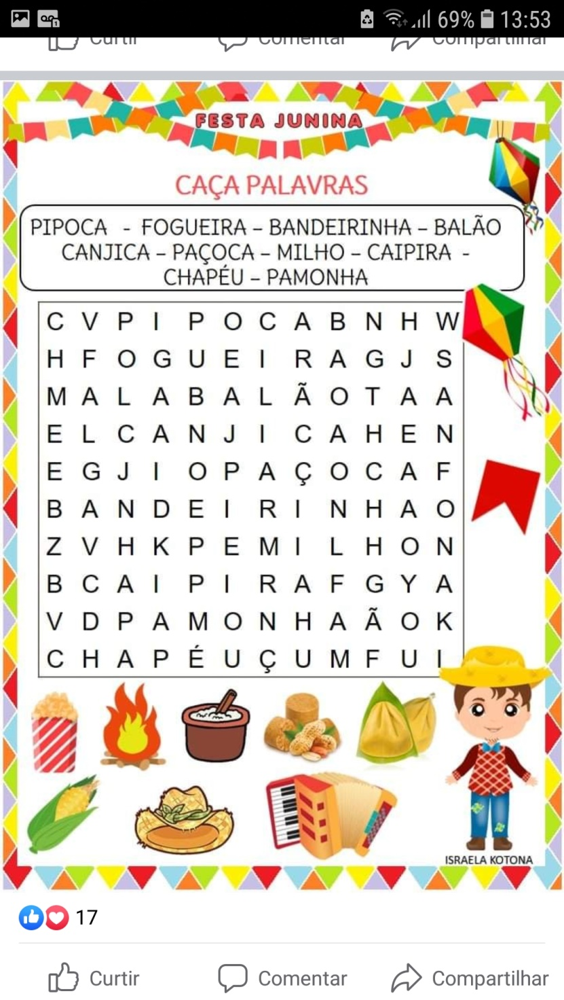 1
69% 13:53
Curtir Comentar Compartilhar
FESTA JUNINA
CAÇA PALAVRAS
PIPOCA - FOGUEIRA – BANDEIRINHA – BALÃO
CANJICA – PAÇOCA – MILHO – CAIPIRA -
CHAPÉU – PAMONHA
C V P I P O C A B N H W
H F O G U E I R A G J S
M A L A B A L Ã O T A A
E L C A N J I C A H E N
E G J I O P A Ç O C A F
B A N D E I R I N H A O
Z V H K P E M I L H O N
B C A I P I R A F G Y A
V D P A M O N H A Ã O K
C H A P É U Ç U M F U I
ISRAELA KOTONA
17
Curtir Comentar Compartilhar